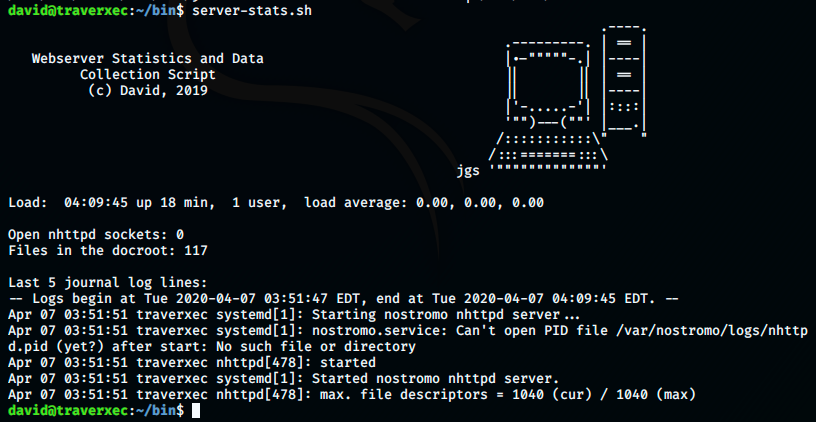 david@traverxec:~/bin$ server-stats.sh
                                                                          .----.
                                                              .---------. | == |
   Webserver Statistics and Data                              |.-"""""-.| |----|
         Collection Script                                    ||       || | == |
          (c) David, 2019                                     ||       || |----|
                                                              |'-.....-'| |::::|
                                                              '"")---(""' |___.|
                                                             /:::::::::::\"    "
                                                            /:::=======:::\
                                                        jgs '"""""""""""""'
Load:  04:09:45 up 18 min,  1 user,  load average: 0.00, 0.00, 0.00
Open nhttpd sockets: 0
Files in the docroot: 117
Last 5 journal log lines:
-- Logs begin at Tue 2020-04-07 03:51:47 EDT, end at Tue 2020-04-07 04:09:45 EDT. --
Apr 07 03:51:51 traverxec systemd[1]: Starting nostromo nhttpd server...
Apr 07 03:51:51 traverxec systemd[1]: nostromo.service: Can't open PID file /var/nostromo/logs/nhttp
d.pid (yet?) after start: No such file or directory
Apr 07 03:51:51 traverxec nhttpd[478]: started
Apr 07 03:51:51 traverxec systemd[1]: Started nostromo nhttpd server.
Apr 07 03:51:51 traverxec nhttpd[478]: max. file descriptors = 1040 (cur) / 1040 (max)
david@traverxec:~/bin$